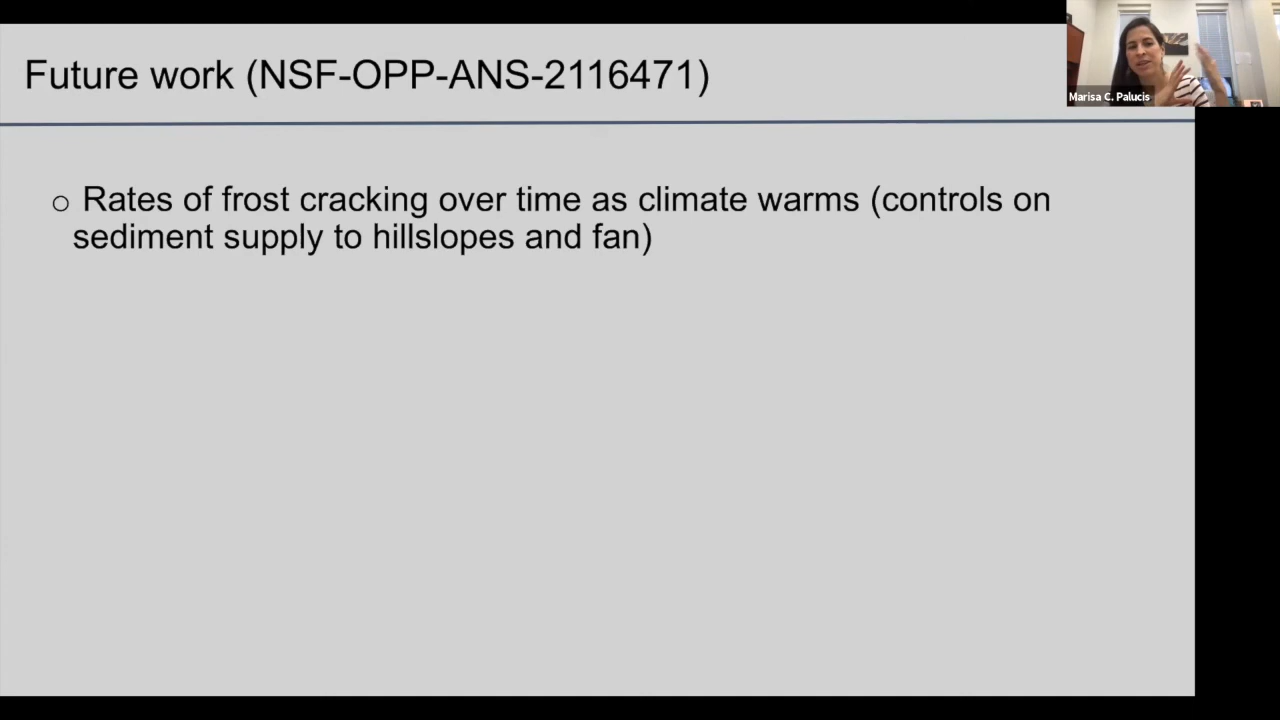 Future work (NSF-OPP-ANS-2116471)
Marisa C. Palucis
o Rates of frost cracking over time as climate warms (controls on
sediment supply to hillslopes and fan)